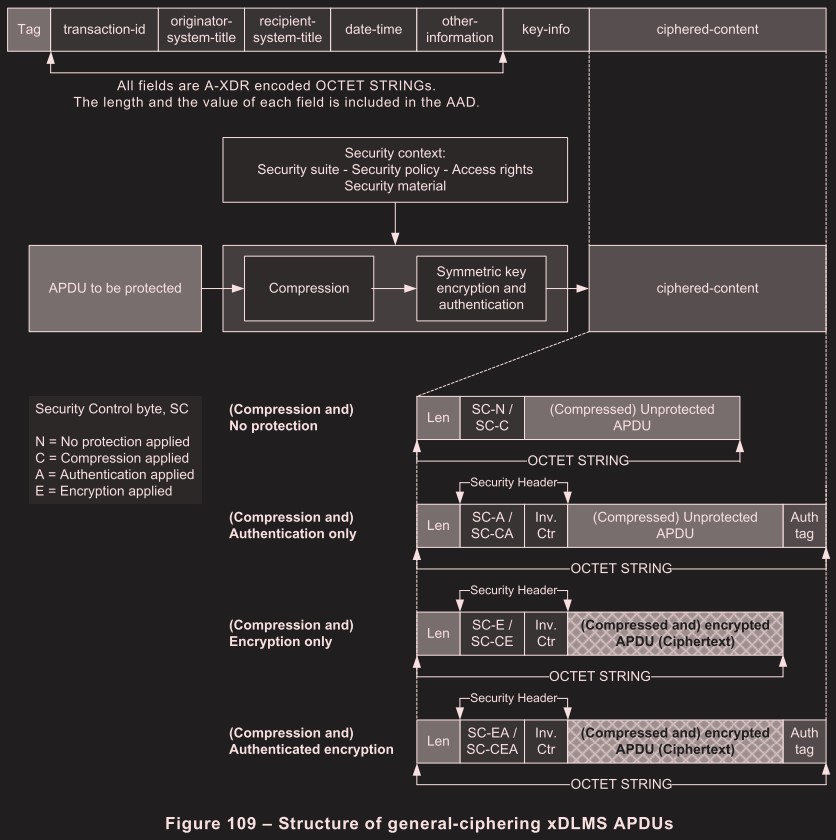 Tag
transaction-id
originator-
system-title
recipient-
system-title
date-time
other-
information
key-info
ciphered-content
All fields are A-XDR encoded OCTET STRINGs.
The length and the value of each field is included in the AAD.
Security context:
Security suite - Security policy - Access rights
Security material
APDU to be protected
Compression
Symmetric key
encryption and
authentication
ciphered-content
Security Control byte, SC
N = No protection applied
C = Compression applied
A = Authentication applied
E = Encryption applied
(Compression and)
No protection
Len
SC-N /
SC-C
(Compressed) Unprotected
APDU
OCTET STRING
Security Header
(Compression and)
Authentication only
Len
SC-A /
SC-CA
Inv.
Ctr
(Compressed) Unprotected
APDU
Auth
tag
OCTET STRING
Security Header
(Compression and)
Encryption only
Len
SC-E /
SC-CE
Inv.
Ctr
(Compressed and) encrypted
APDU (Ciphertext)
OCTET STRING
Security Header
(Compression and)
Authenticated encryption
Len
SC-EA /
SC-CEA
Inv.
Ctr
(Compressed and) encrypted
APDU (Ciphertext)
Auth
tag
OCTET STRING
Figure 109 – Structure of general-ciphering xDLMS APDUs